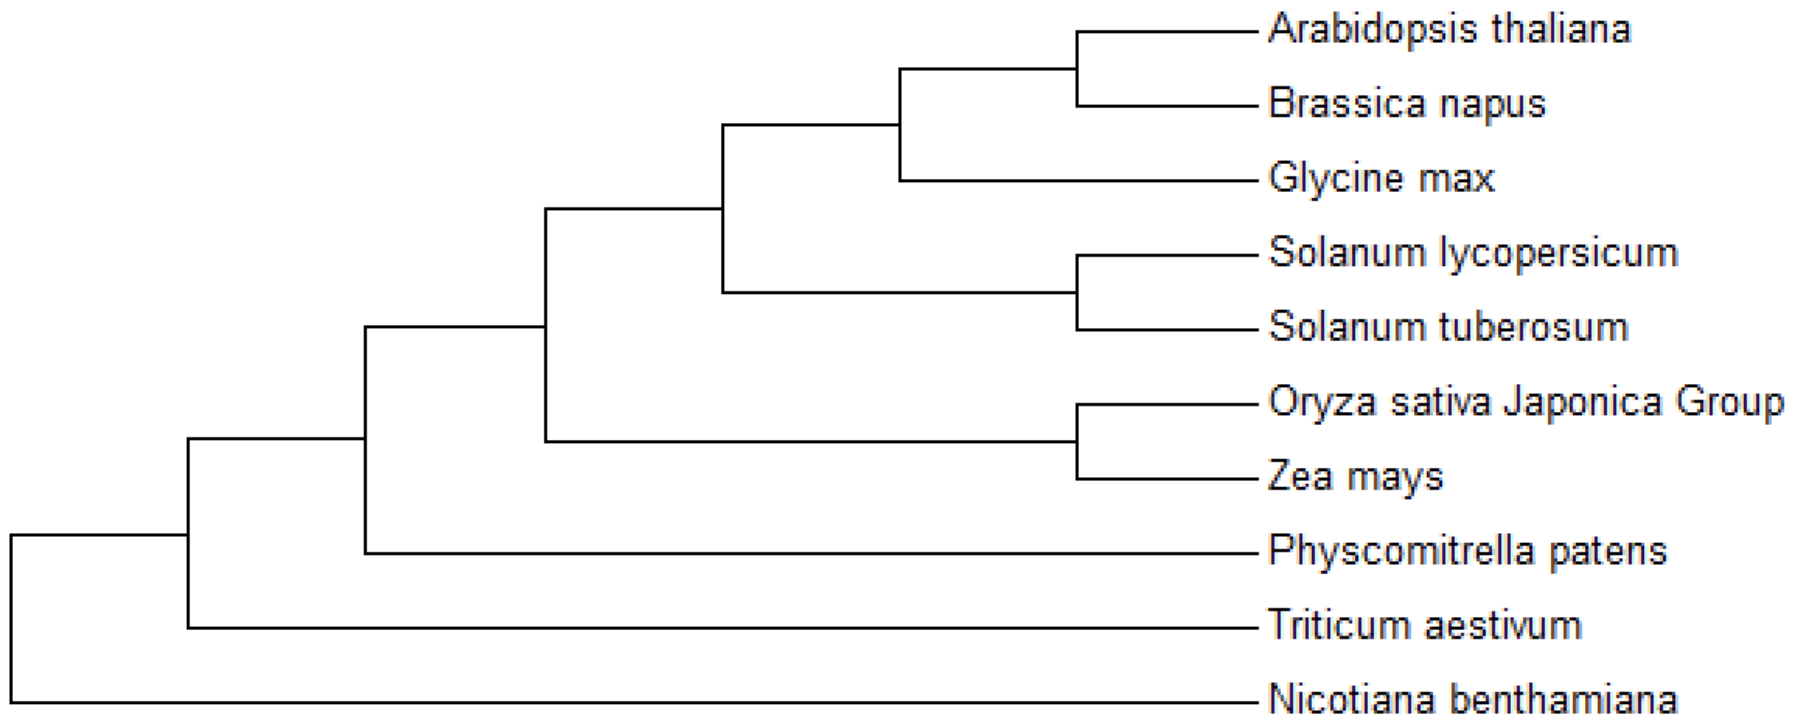 Arabidopsis thaliana
Brassica napus
Glycine max
Solanum lycopersicum
Solanum tuberosum
Oryza sativa Japonica Group
Zea mays
Physcomitrella patens
Triticum aestivum
Nicotiana benthamiana